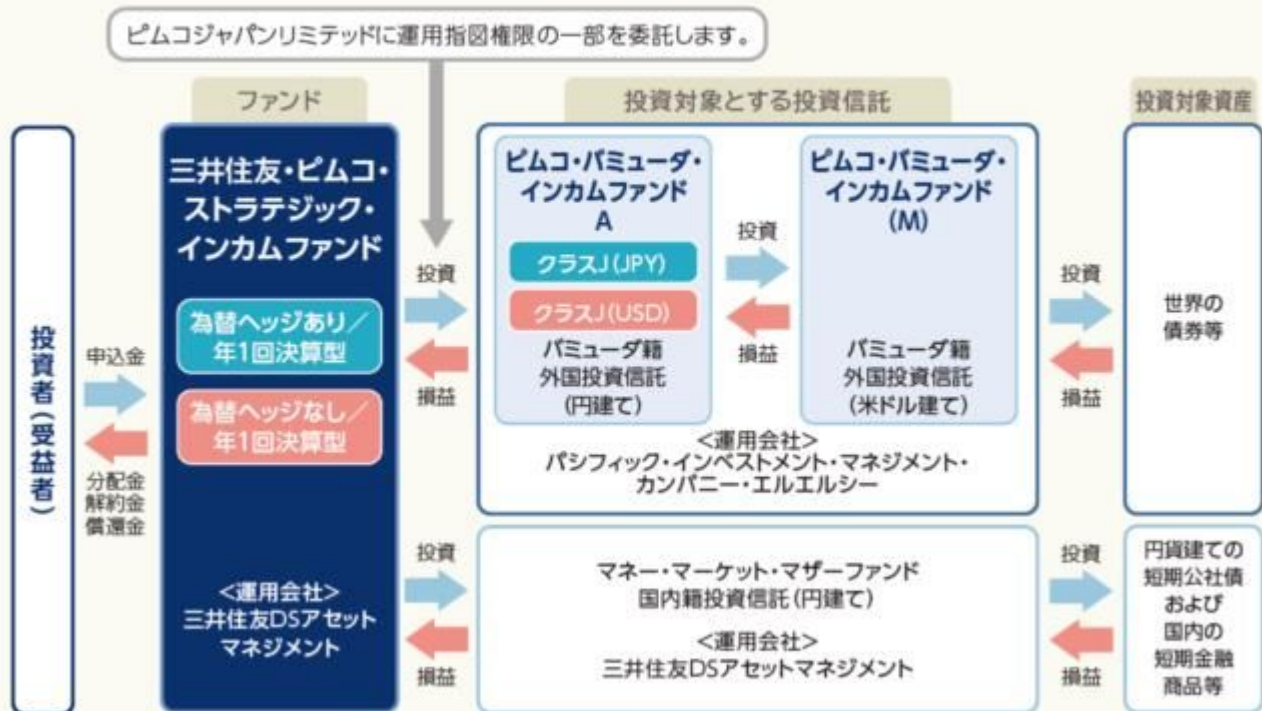 ピムコジャパンリミテッドに運用指図権限の一部を委託します。
ファンド
投資対象とする投資信託
投資対象資産
投資者(受益者)
申込金
分配金
解約金
償還金
三井住友・ピムコ・
ストラテジック・
インカムファンド
為替ヘッジあり／
年1回決算型
為替ヘッジなし／
年1回決算型
<運用会社>
三井住友DSアセット
マネジメント
投資
損益
投資
損益
ピムコ・バミューダ・
インカムファンド
A
クラスJ(JPY)
クラスJ(USD)
バミューダ籍
外国投資信託
(円建て)
投資
損益
ピムコ・バミューダ・
インカムファンド
(M)
バミューダ籍
外国投資信託
(米ドル建て)
<運用会社>
パシフィック・インベストメント・マネジメント・
カンパニー・エルエルシー
マネー・マーケット・マザーファンド
国内籍投資信託(円建て)
<運用会社>
三井住友DSアセットマネジメント
投資
損益
投資
損益
世界の
債券等
円貨建ての
短期公社債
および
国内の
短期金融
商品等